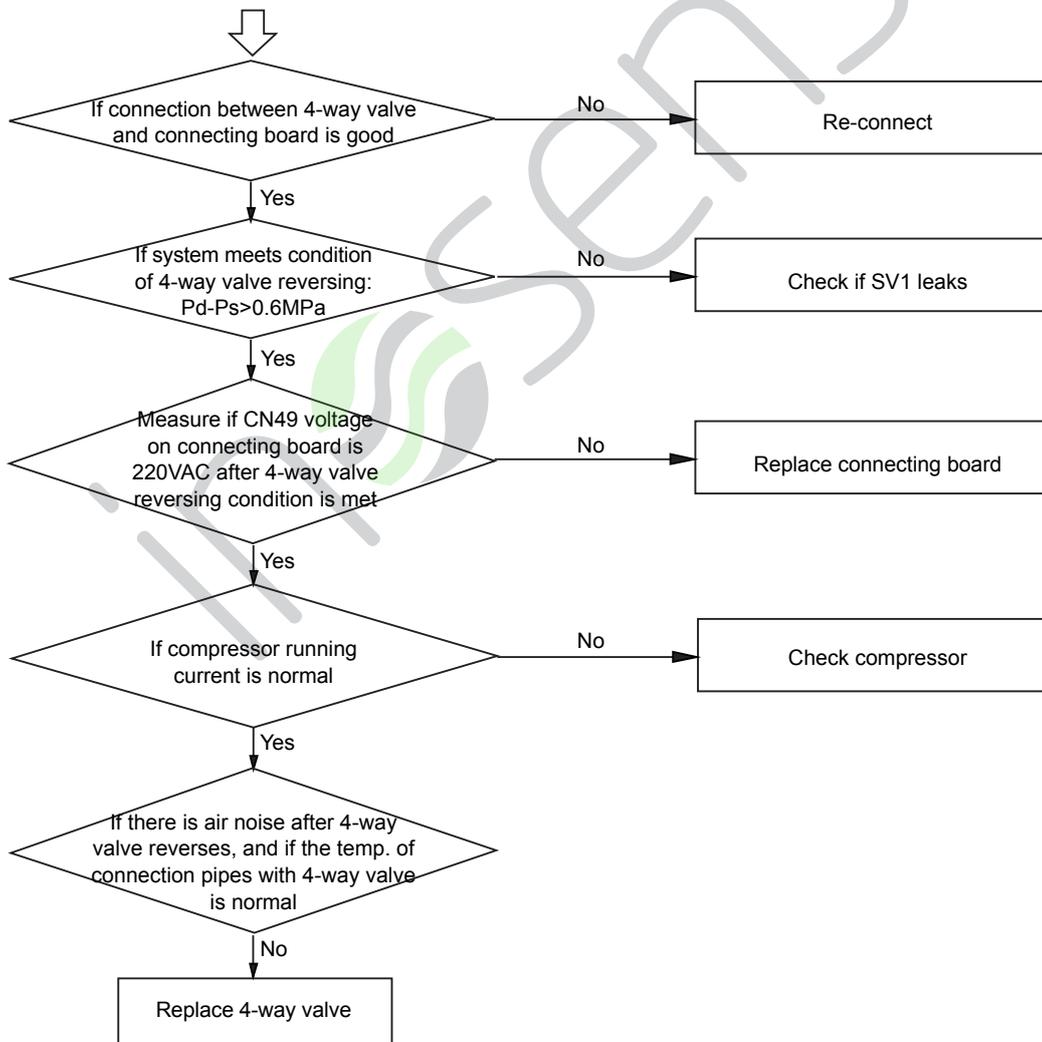 If connection between 4-way valve
and connecting board is good
No
Re-connect
Yes
If system meets condition
of 4-way valve reversing:
Pd-Ps>0.6MPa
No
Check if SV1 leaks
Yes
Measure if CN49 voltage
on connecting board is
220VAC after 4-way valve
reversing condition is met
No
Replace connecting board
Yes
If compressor running
current is normal
No
Check compressor
Yes
If there is air noise after 4-way
valve reverses, and if the temp. of
connection pipes with 4-way valve
is normal
No
Replace 4-way valve